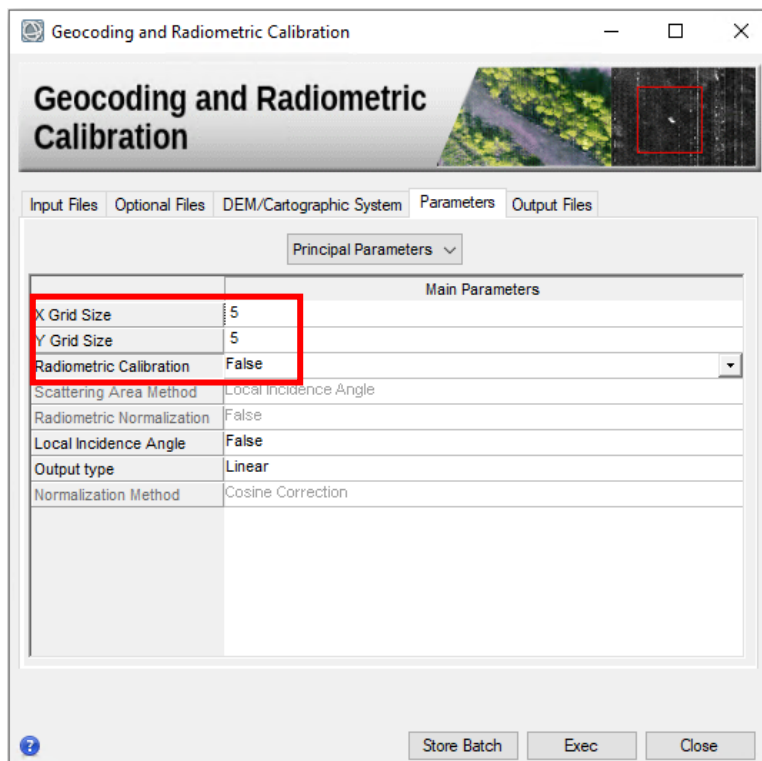 Geocoding and Radiometric Calibration
Geocoding and Radiometric
Calibration
Input Files Optional Files DEM/Cartographic System Parameters Output Files
Principal Parameters
Main Parameters
X Grid Size 5
Y Grid Size 5
Radiometric Calibration False
Scattering Area Method Local Incidence Angle
Radiometric Normalization False
Local Incidence Angle False
Output type Linear
Normalization Method Cosine Correction
? Store Batch Exec Close